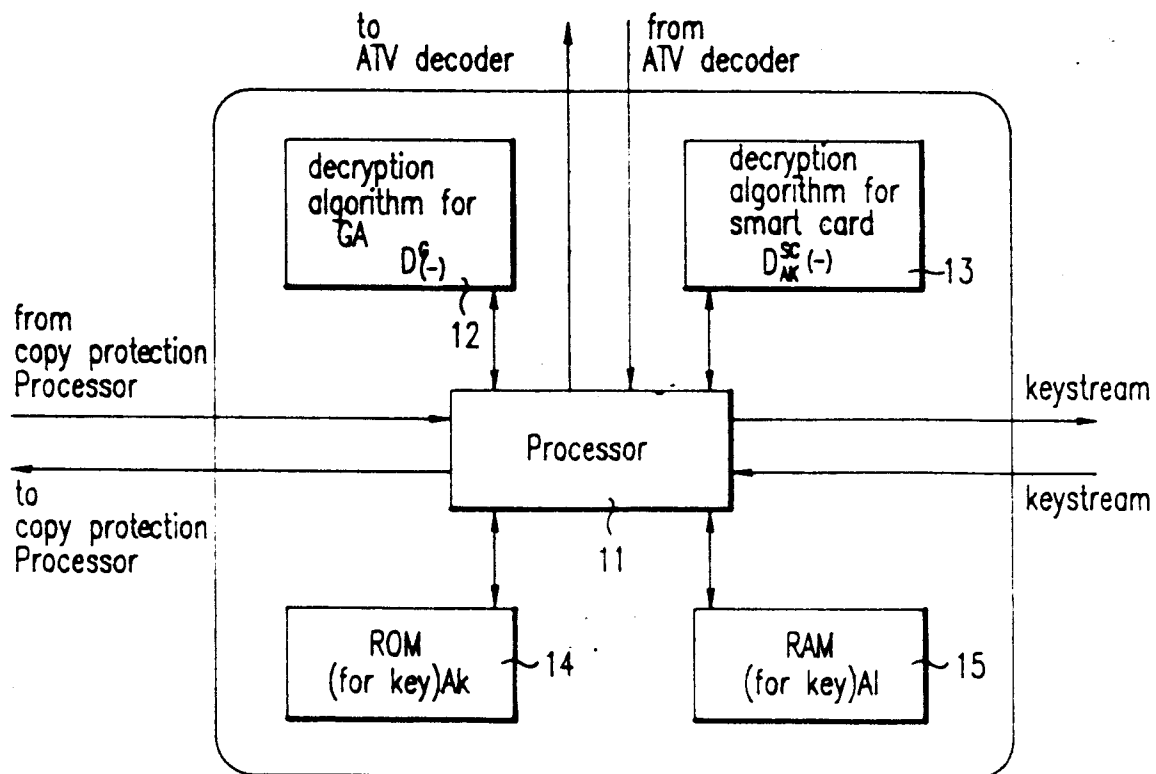 to
ATV decoder
from
ATV decoder
decryption
algorithm for
GA
D^G(-)
12
decryption
algorithm for
smart card
D^SC_AK(-)
13
from
copy protection
Processor
to
copy protection
Processor
Processor
11
keystream
keystream
ROM
(for key)Ak
14
RAM
(for key)Al
15